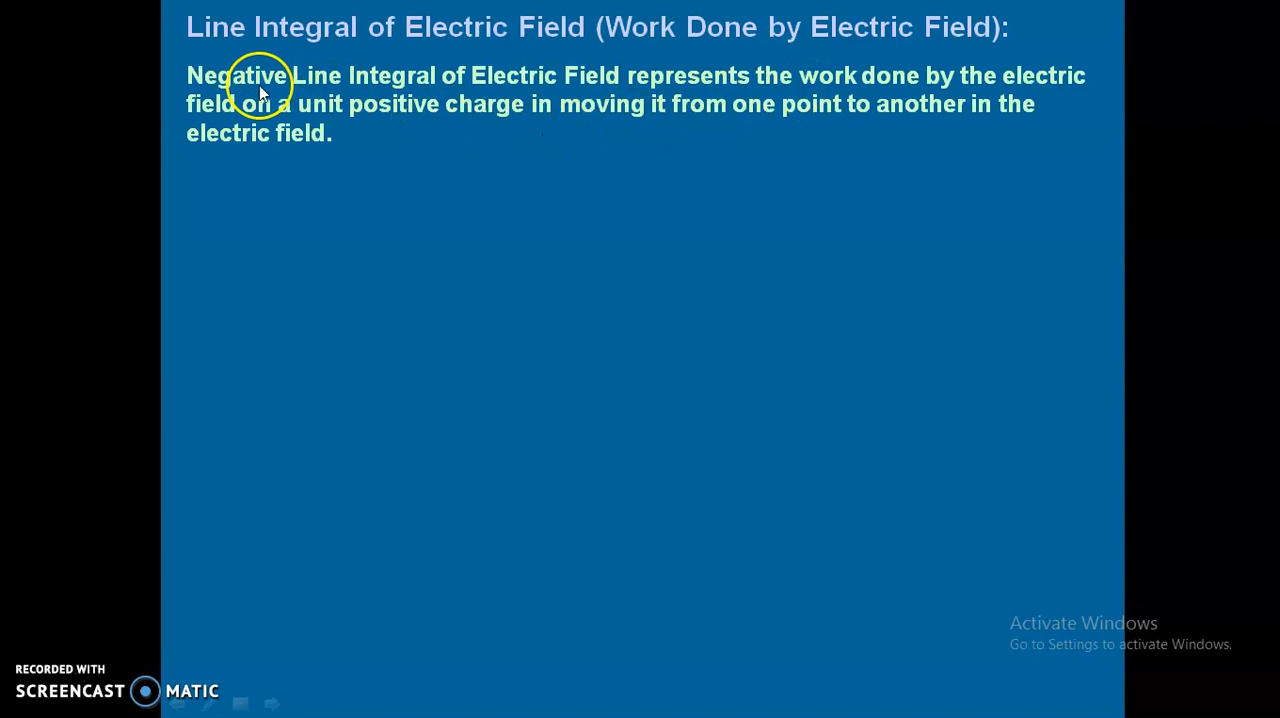 Line Integral of Electric Field (Work Done by Electric Field):
Negative Line Integral of Electric Field represents the work done by the electric
field on a unit positive charge in moving it from one point to another in the
electric field.
Activate Windows
Go to Settings to activate Windows.
RECORDED WITH
SCREENCAST MATIC